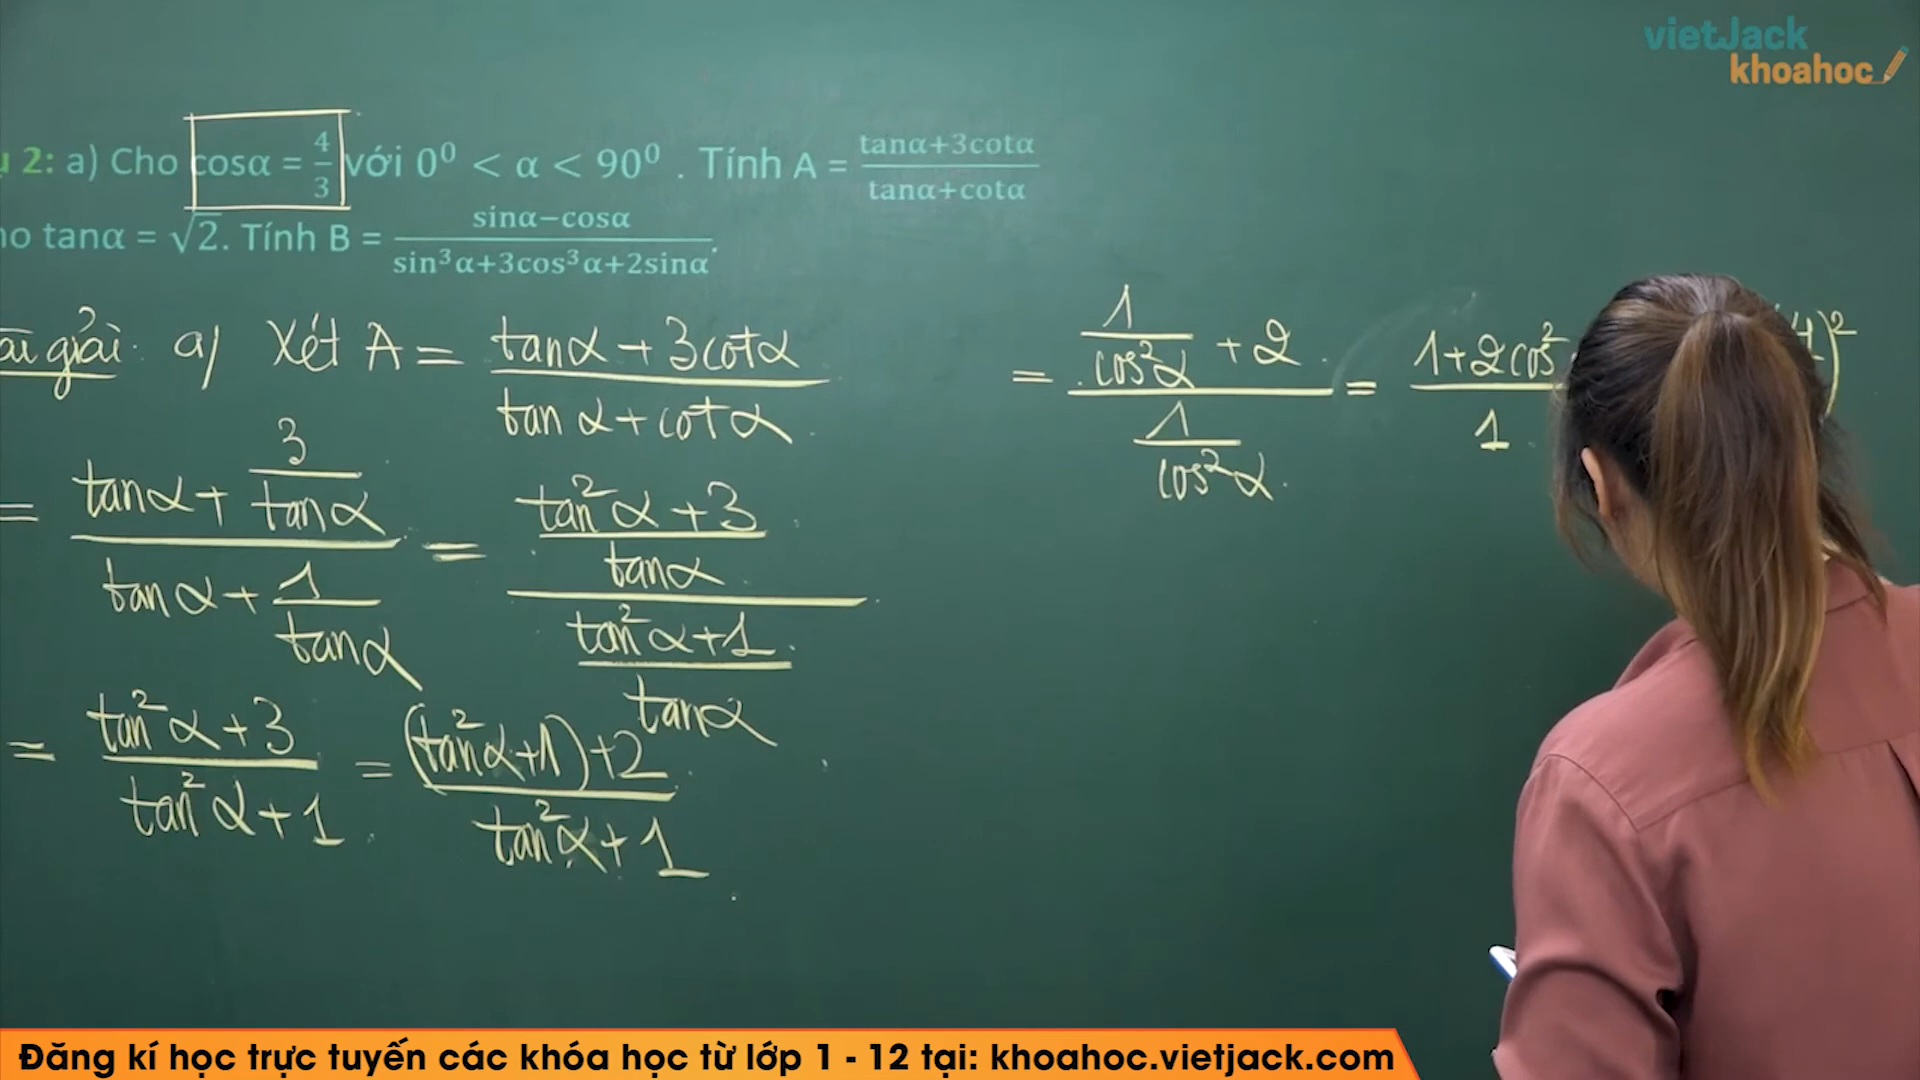 vietJack
khoahoc
2: a) Cho cosα = 4/3 với 0⁰ < α < 90⁰ . Tính A = (tanα+3cotα)/(tanα+cotα)
tanα = √2. Tính B = (sinα−cosα)/(sin³α+3cos³α+2sinα).
giải. a/ Xét A = (tanα + 3cotα)/(tanα + cotα)
= (tanα + 3/tanα)/(tanα + 1/tanα) = ((tan²α + 3)/tanα)/((tan²α + 1)/tanα)
= (tan²α + 3)/(tan²α + 1) = ((tan²α + 1) + 2)/(tan²α + 1)
= (1/cos²α + 2)/(1/cos²α) = (1 + 2cos²)/1
)²
Đăng kí học trực tuyến các khóa học từ lớp 1 - 12 tại: khoahoc.vietjack.com